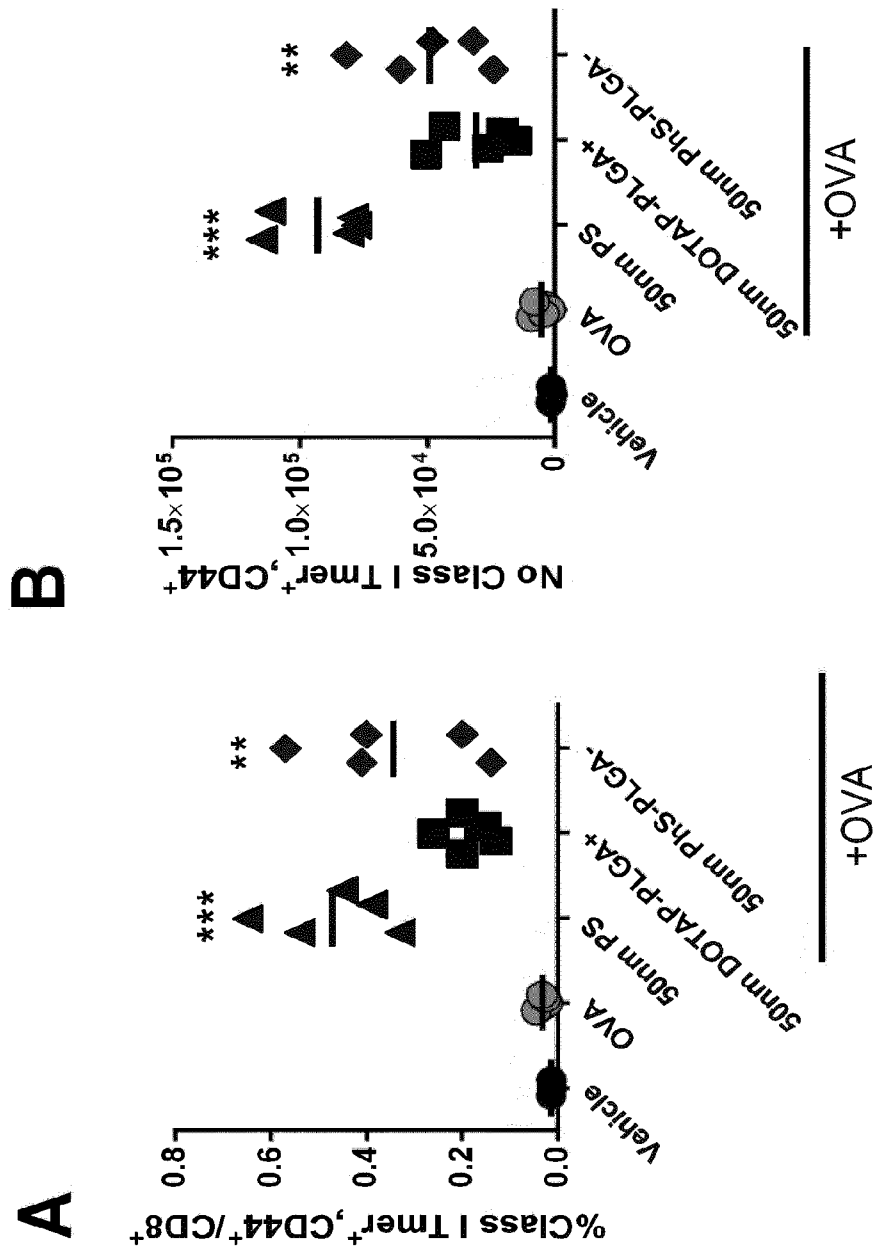 A
%Class I Tmer⁺,CD44⁺/CD8⁺
0.8
0.6
0.4
0.2
0.0
***
**
Vehicle
OVA
50nm PS
50nm DOTAP-PLGA+
50nm PhS-PLGA-
+OVA
B
No Class I Tmer⁺,CD44⁺
1.5×10⁵
1.0×10⁵
5.0×10⁴
0
***
**
Vehicle
OVA
50nm PS
50nm DOTAP-PLGA+
50nm PhS-PLGA-
+OVA